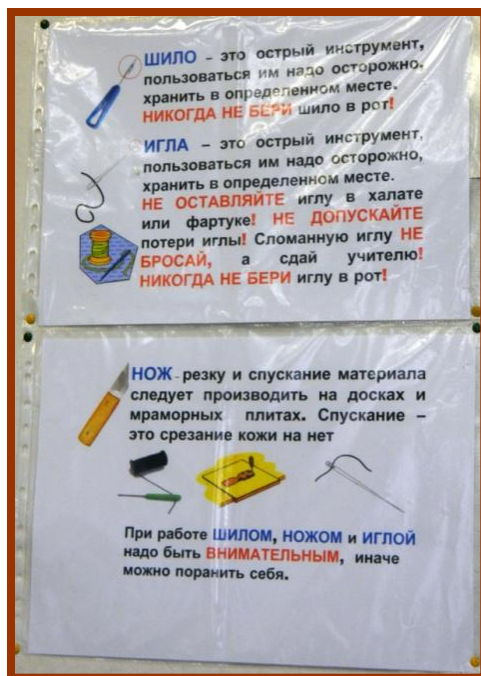 ШИЛО – это острый инструмент,
пользоваться им надо осторожно,
хранить в определенном месте.
НИКОГДА НЕ БЕРИ шило в рот!
ИГЛА – это острый инструмент,
пользоваться им надо осторожно,
хранить в определенном месте.
НЕ ОСТАВЛЯЙТЕ иглу в халате
или фартуке! НЕ ДОПУСКАЙТЕ
потери иглы! Сломанную иглу НЕ
БРОСАЙ, а сдай учителю!
НИКОГДА НЕ БЕРИ иглу в рот!
НОЖ - резку и спускание материала
следует производить на досках и
мраморных плитах. Спускание –
это срезание кожи на нет
При работе ШИЛОМ, НОЖОМ и ИГЛОЙ
надо быть ВНИМАТЕЛЬНЫМ, иначе
можно поранить себя.